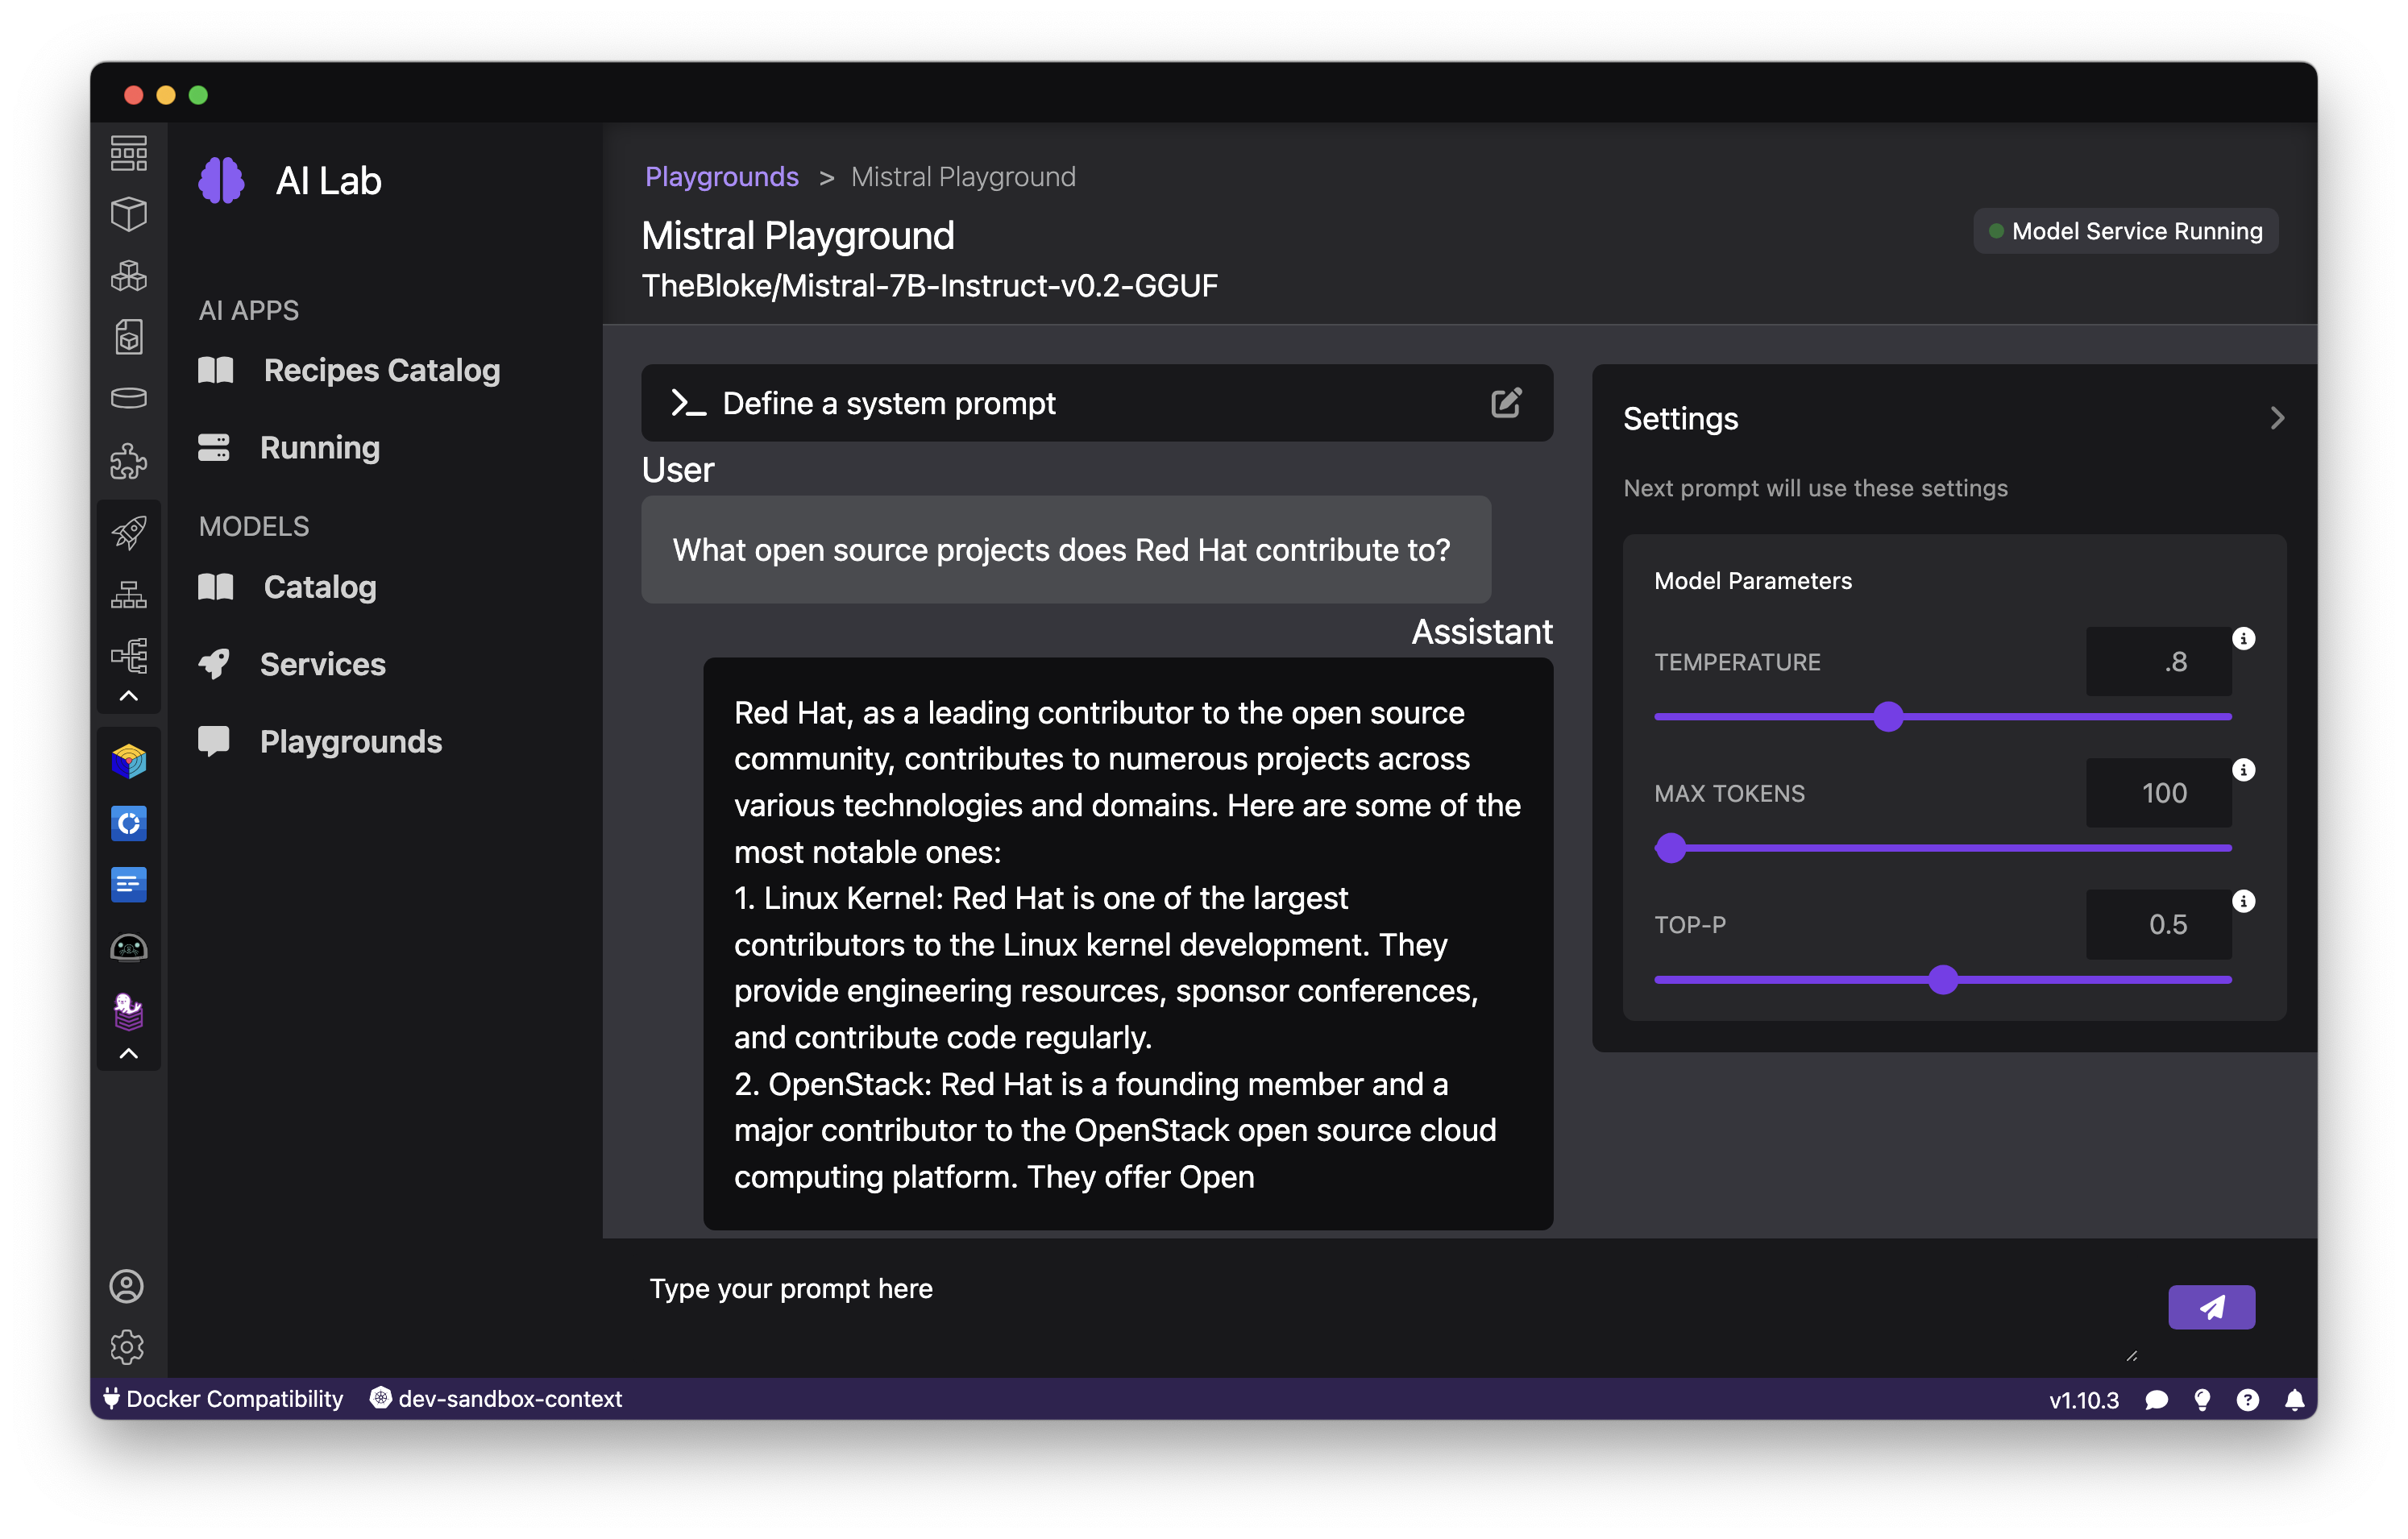 AI Lab
AI APPS
Recipes Catalog
Running
MODELS
Catalog
Services
Playgrounds
Playgrounds > Mistral Playground
Mistral Playground
TheBloke/Mistral-7B-Instruct-v0.2-GGUF
Model Service Running
Define a system prompt
User
What open source projects does Red Hat contribute to?
Assistant
Red Hat, as a leading contributor to the open source
community, contributes to numerous projects across
various technologies and domains. Here are some of the
most notable ones:
1. Linux Kernel: Red Hat is one of the largest
contributors to the Linux kernel development. They
provide engineering resources, sponsor conferences,
and contribute code regularly.
2. OpenStack: Red Hat is a founding member and a
major contributor to the OpenStack open source cloud
computing platform. They offer Open
Settings
Next prompt will use these settings
Model Parameters
TEMPERATURE .8
MAX TOKENS 100
TOP-P 0.5
Type your prompt here
Docker Compatibility dev-sandbox-context v1.10.3